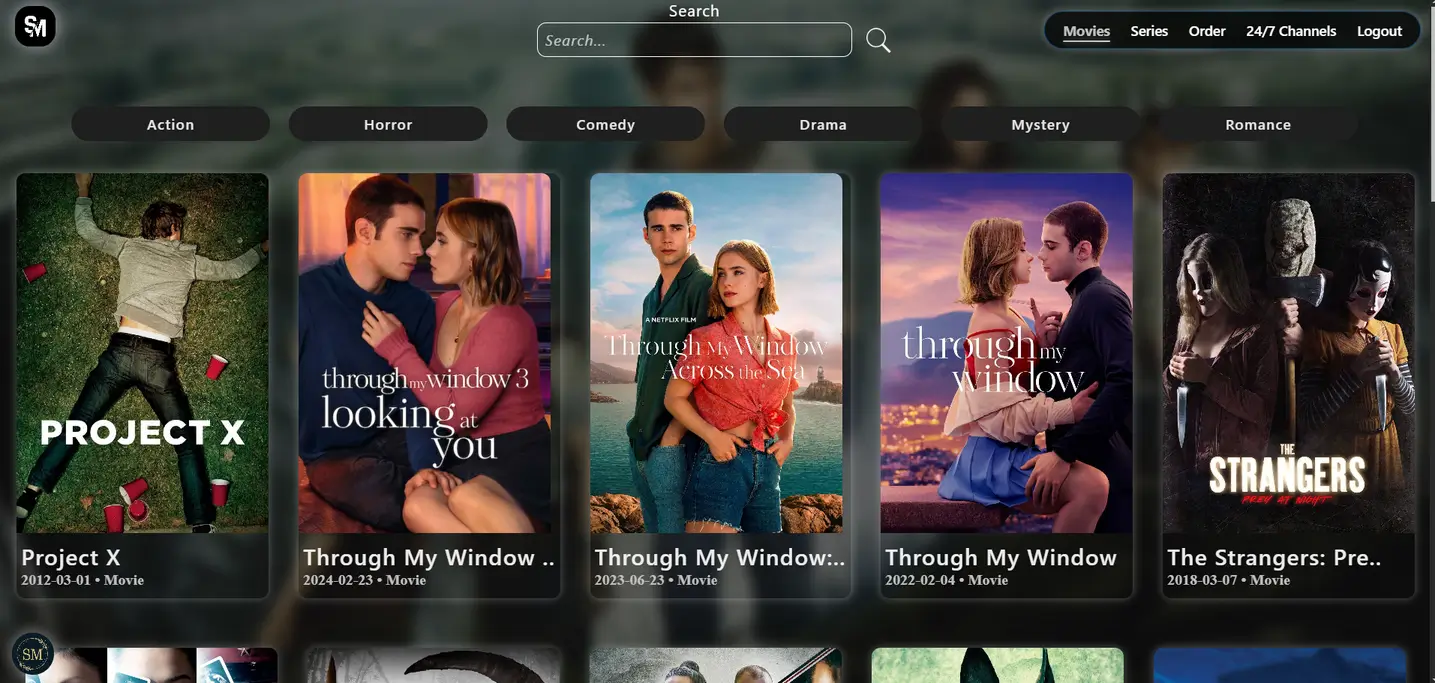 SM
Search
Search...
Movies Series Order 24/7 Channels Logout
Action Horror Comedy Drama Mystery Romance
PROJECT X
through my window 3
looking at
you
A NETFLIX FILM
Through My Window
Across the Sea
through my
window
THE
STRANGERS
PREY AT NIGHT
Project X
2012-03-01 • Movie
Through My Window ..
2024-02-23 • Movie
Through My Window:..
2023-06-23 • Movie
Through My Window
2022-02-04 • Movie
The Strangers: Pre..
2018-03-07 • Movie
SM